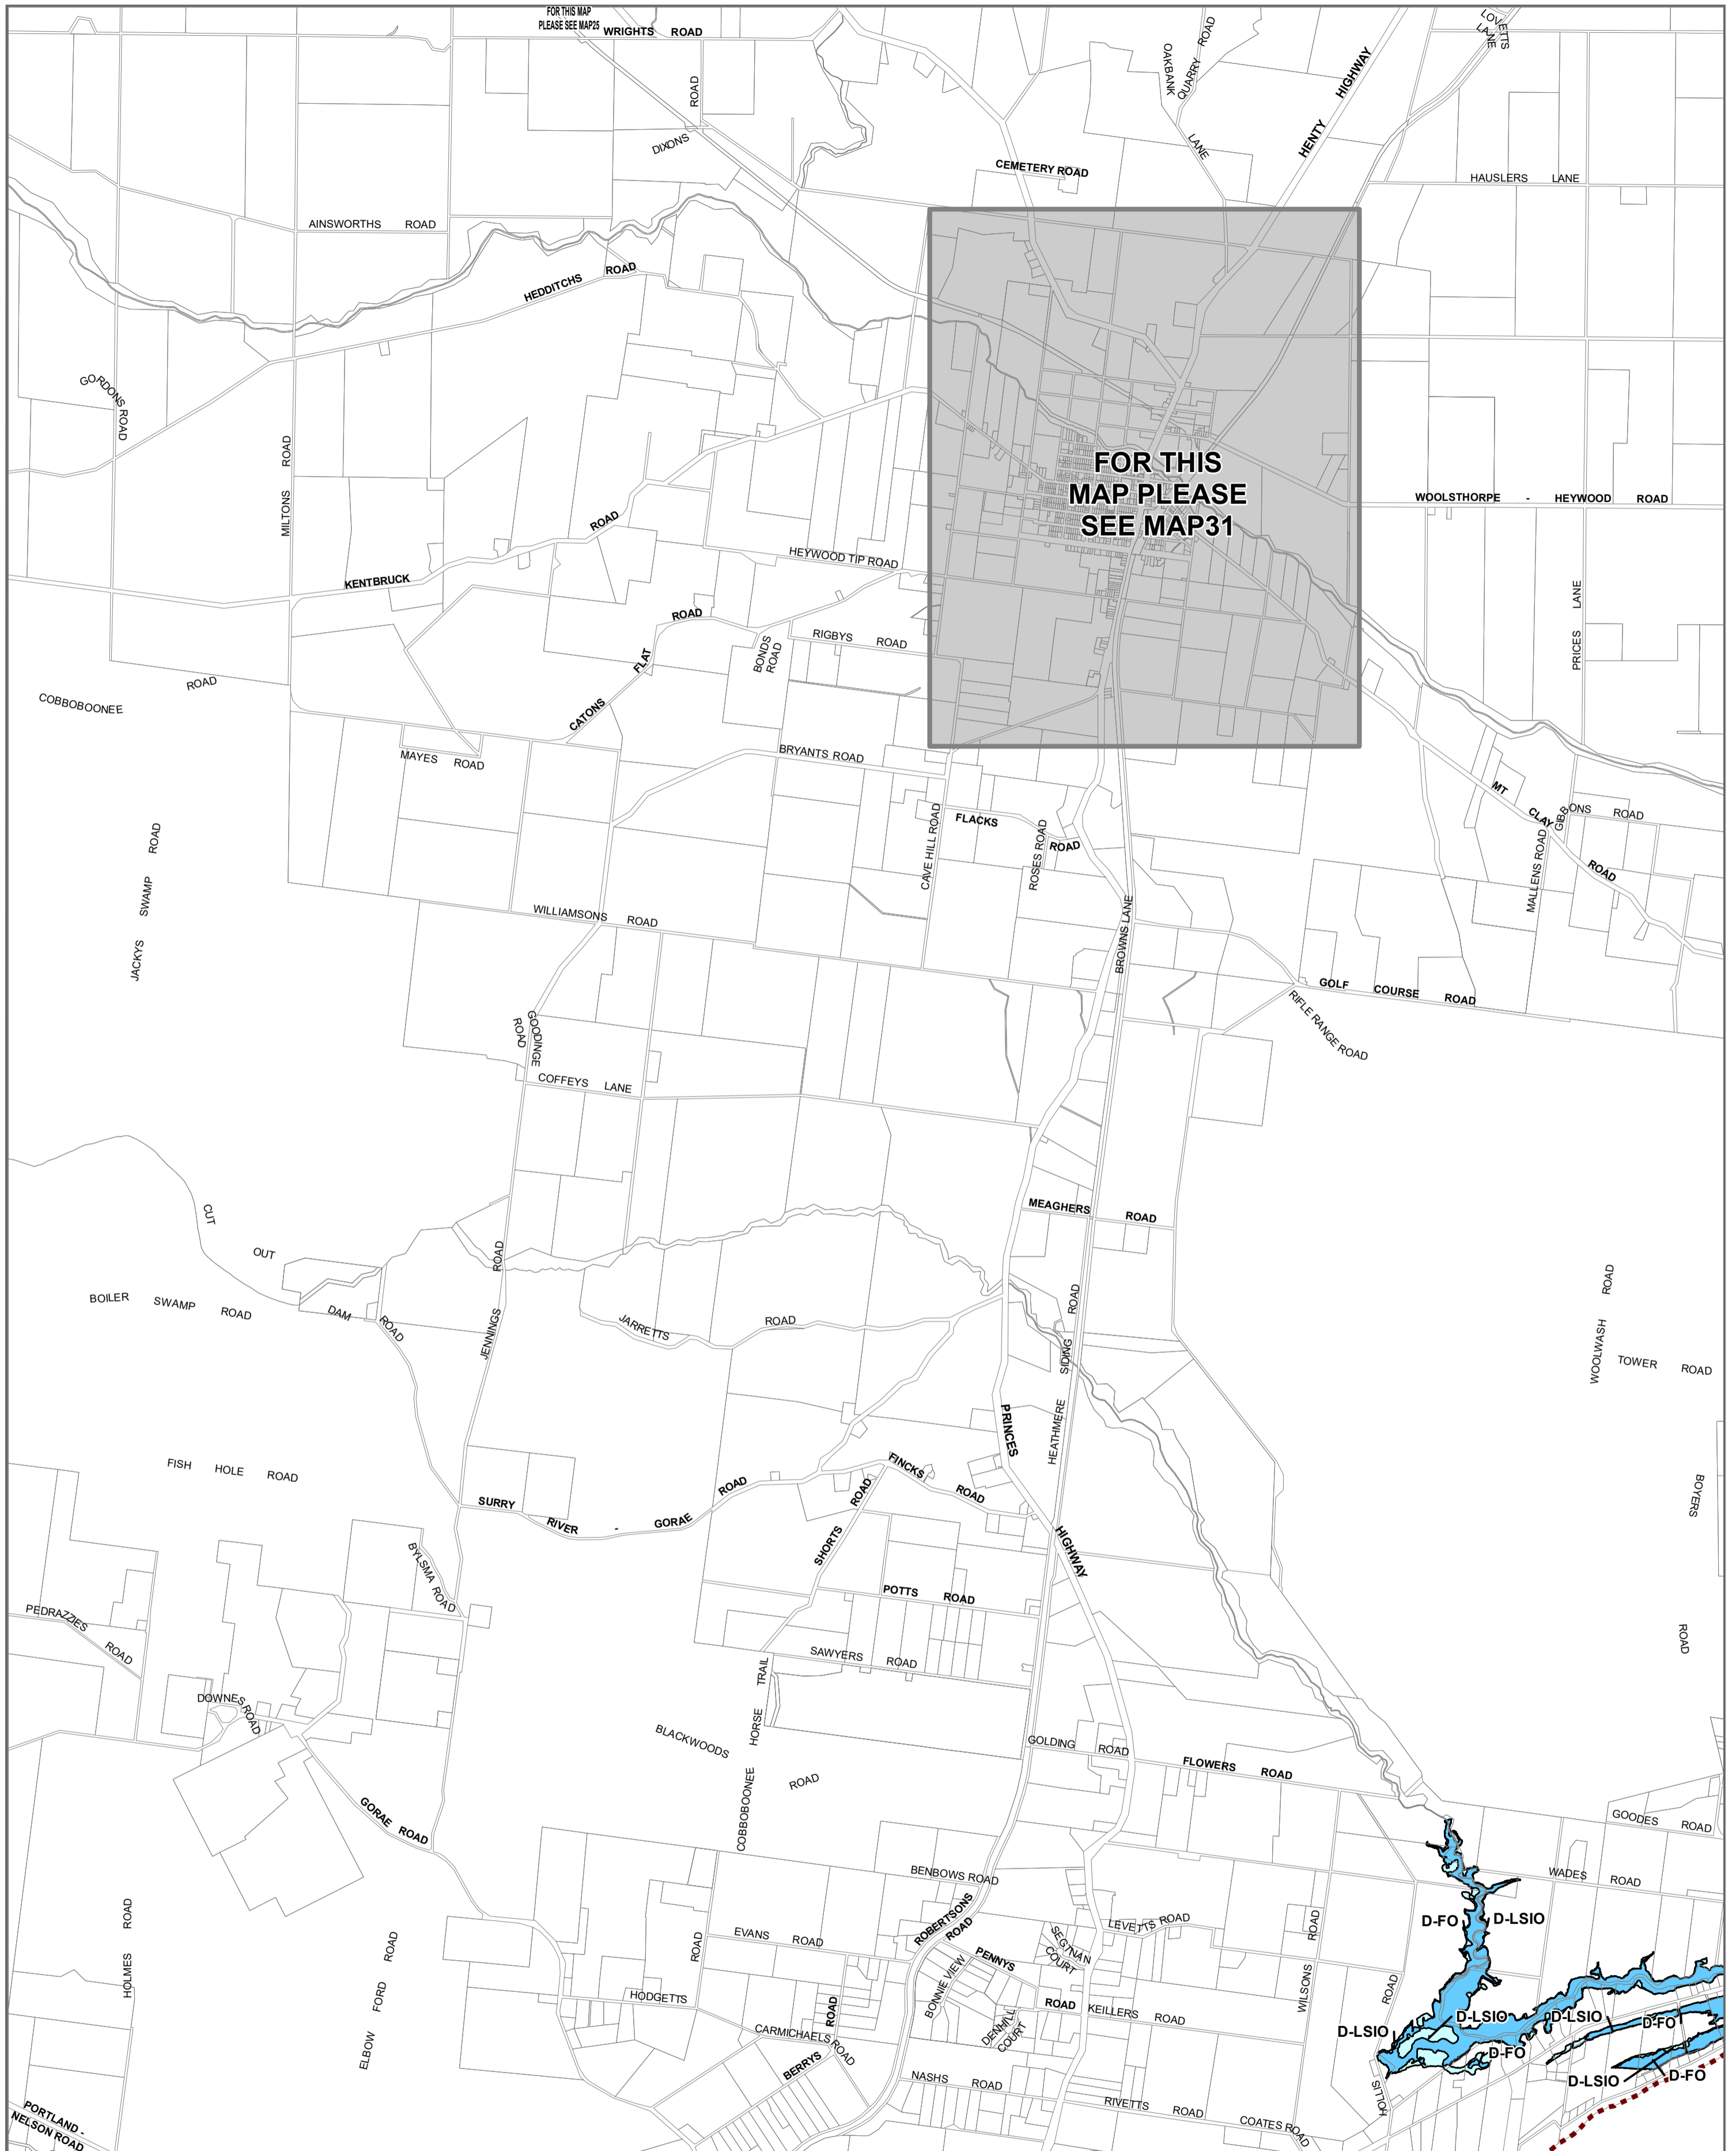 FOR THIS MAP
PLEASE SEE MAP25
WRIGHTS ROAD
LOVETTS
LANE
OAKBANK
QUARRY ROAD
LANE
HENTY HIGHWAY
ROAD
DIXONS
CEMETERY ROAD
HAUSLERS LANE
AINSWORTHS ROAD
HEDDITCHS ROAD
GORDONS ROAD
ROAD
MILTONS ROAD
FOR THIS
MAP PLEASE
SEE MAP31
WOOLSTHORPE - HEYWOOD ROAD
KENTBRUCK ROAD
HEYWOOD TIP ROAD
PRICES LANE
CATONS FLAT ROAD
BONDS
ROAD
RIGBYS ROAD
COBBOBOONEE ROAD
MAYES ROAD
BRYANTS ROAD
MT CLAY ROAD
GIBBONS ROAD
JACKYS SWAMP ROAD
CAVE HILL ROAD
FLACKS ROAD
ROSES ROAD
MALLENS ROAD
WILLIAMSONS ROAD
BROWNS LANE
GOLF COURSE ROAD
RIFLE RANGE ROAD
GOODINGE
ROAD
COFFEYS LANE
MEAGHERS ROAD
CUT OUT DAM ROAD
BOILER SWAMP ROAD
JENNINGS ROAD
JARRETTS ROAD
HEATHMERE SIDING ROAD
WOOLWASH ROAD
TOWER ROAD
PRINCES HIGHWAY
FISH HOLE ROAD
SURRY RIVER - GORAE ROAD
FINCKS ROAD
SHORTS ROAD
BOYERS ROAD
BYLSMA ROAD
POTTS ROAD
PEDRAZZIES ROAD
SAWYERS ROAD
DOWNES ROAD
COBBOBOONEE HORSE TRAIL
BLACKWOODS ROAD
GOLDING ROAD
FLOWERS ROAD
GORAE ROAD
GOODES ROAD
BENBOWS ROAD
WADES ROAD
HOLMES ROAD
ELBOW FORD ROAD
EVANS ROAD
ROAD
ROBERTSONS
ROAD
LEVETTS ROAD
SEGYNAN
COURT
D-FO
D-LSIO
PENNYS ROAD
BONNIE VIEW
HODGETTS
WILSONS ROAD
KEILLERS ROAD
DENHILL
COURT
CARMICHAELS ROAD
BERRYS ROAD
D-LSIO
D-LSIO
D-LSIO
D-FO
D-FO
NASHS ROAD
RIVETTS ROAD
COATES ROAD
HOLLIS ROAD
D-LSIO
D-FO
PORTLAND -
NELSON ROAD